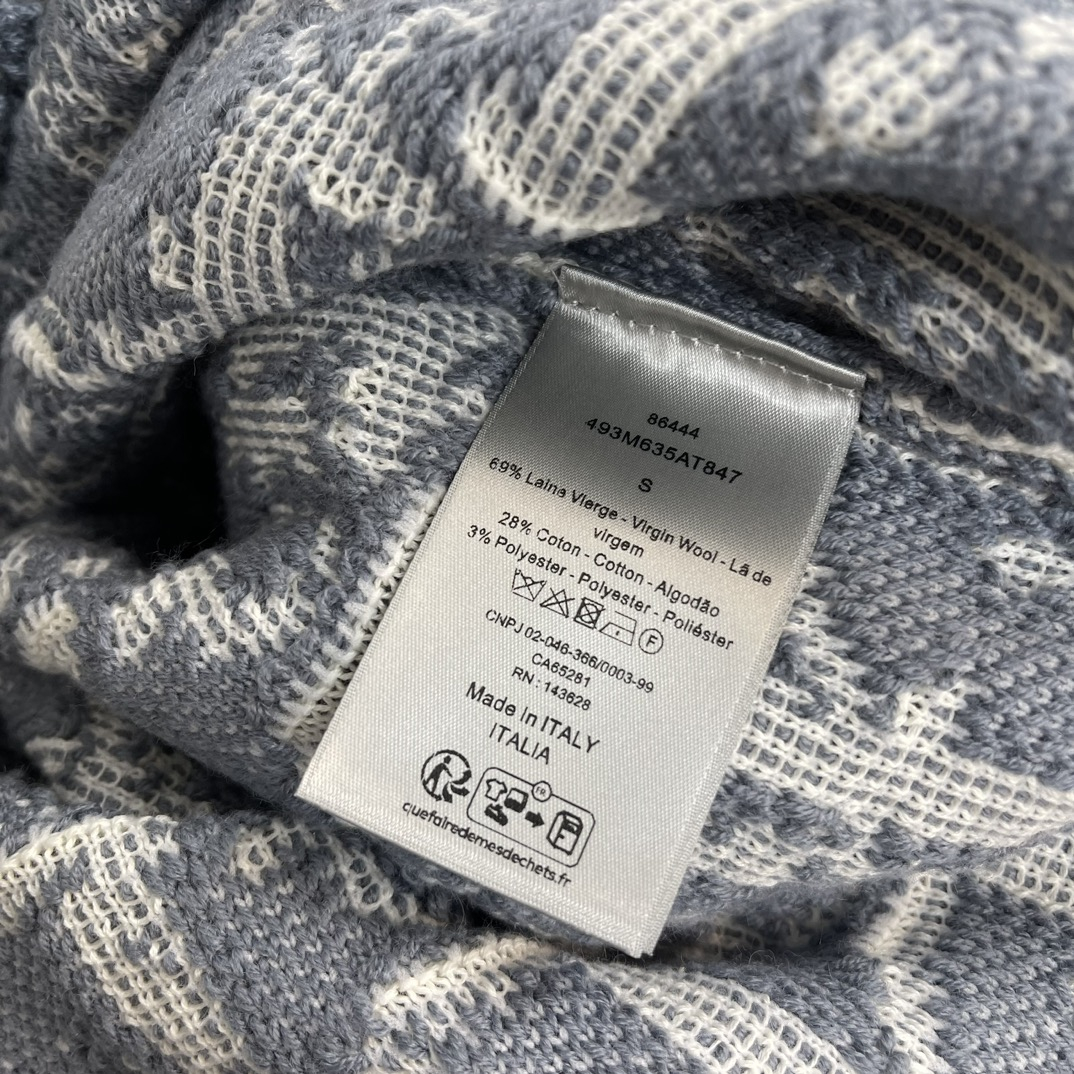 86444
493M635AT847
S
69% Laine Vierge - Virgin Wool - Lã de
virgem
28% Coton - Cotton - Algodão
3% Polyester - Polyester - Poliéster
F
CNPJ 02-046-366/0003-99
CA65281
RN : 143628
Made in ITALY
ITALIA
FR
quefairedemesdechets.fr